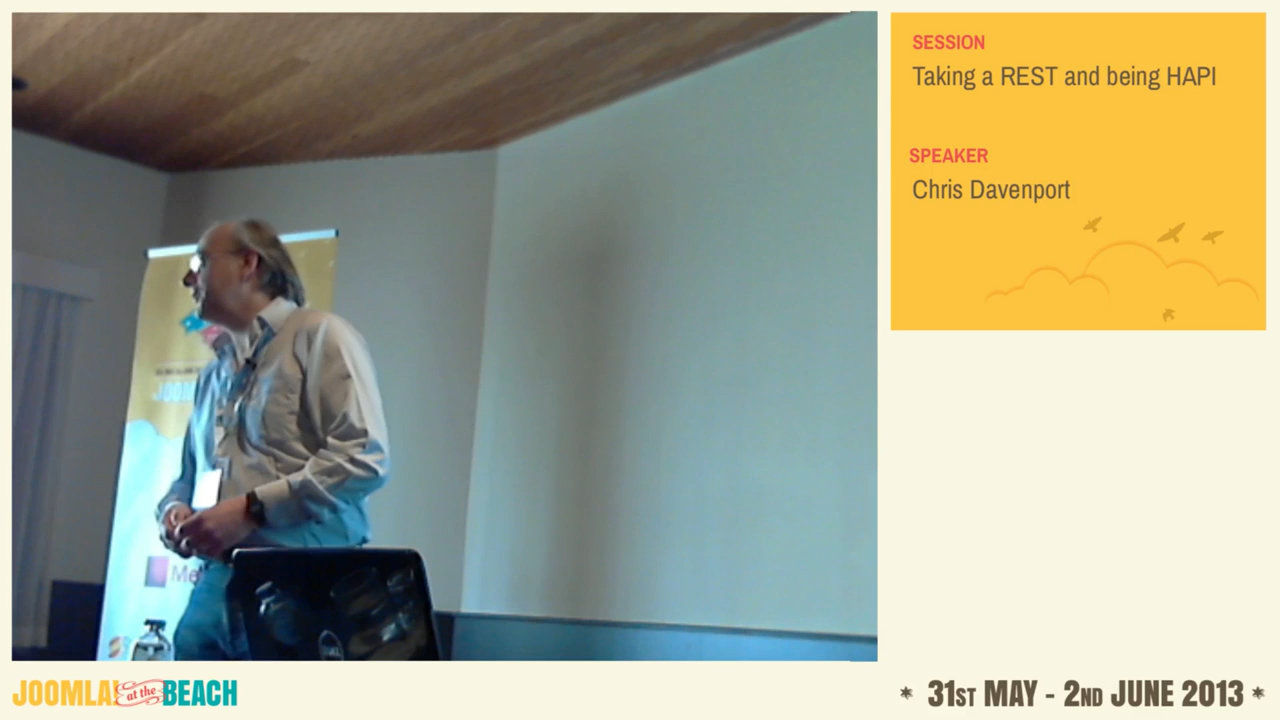 SESSION
Taking a REST and being HAPI
SPEAKER
Chris Davenport
JOOMLA! at the BEACH
* 31ST MAY - 2ND JUNE 2013 *